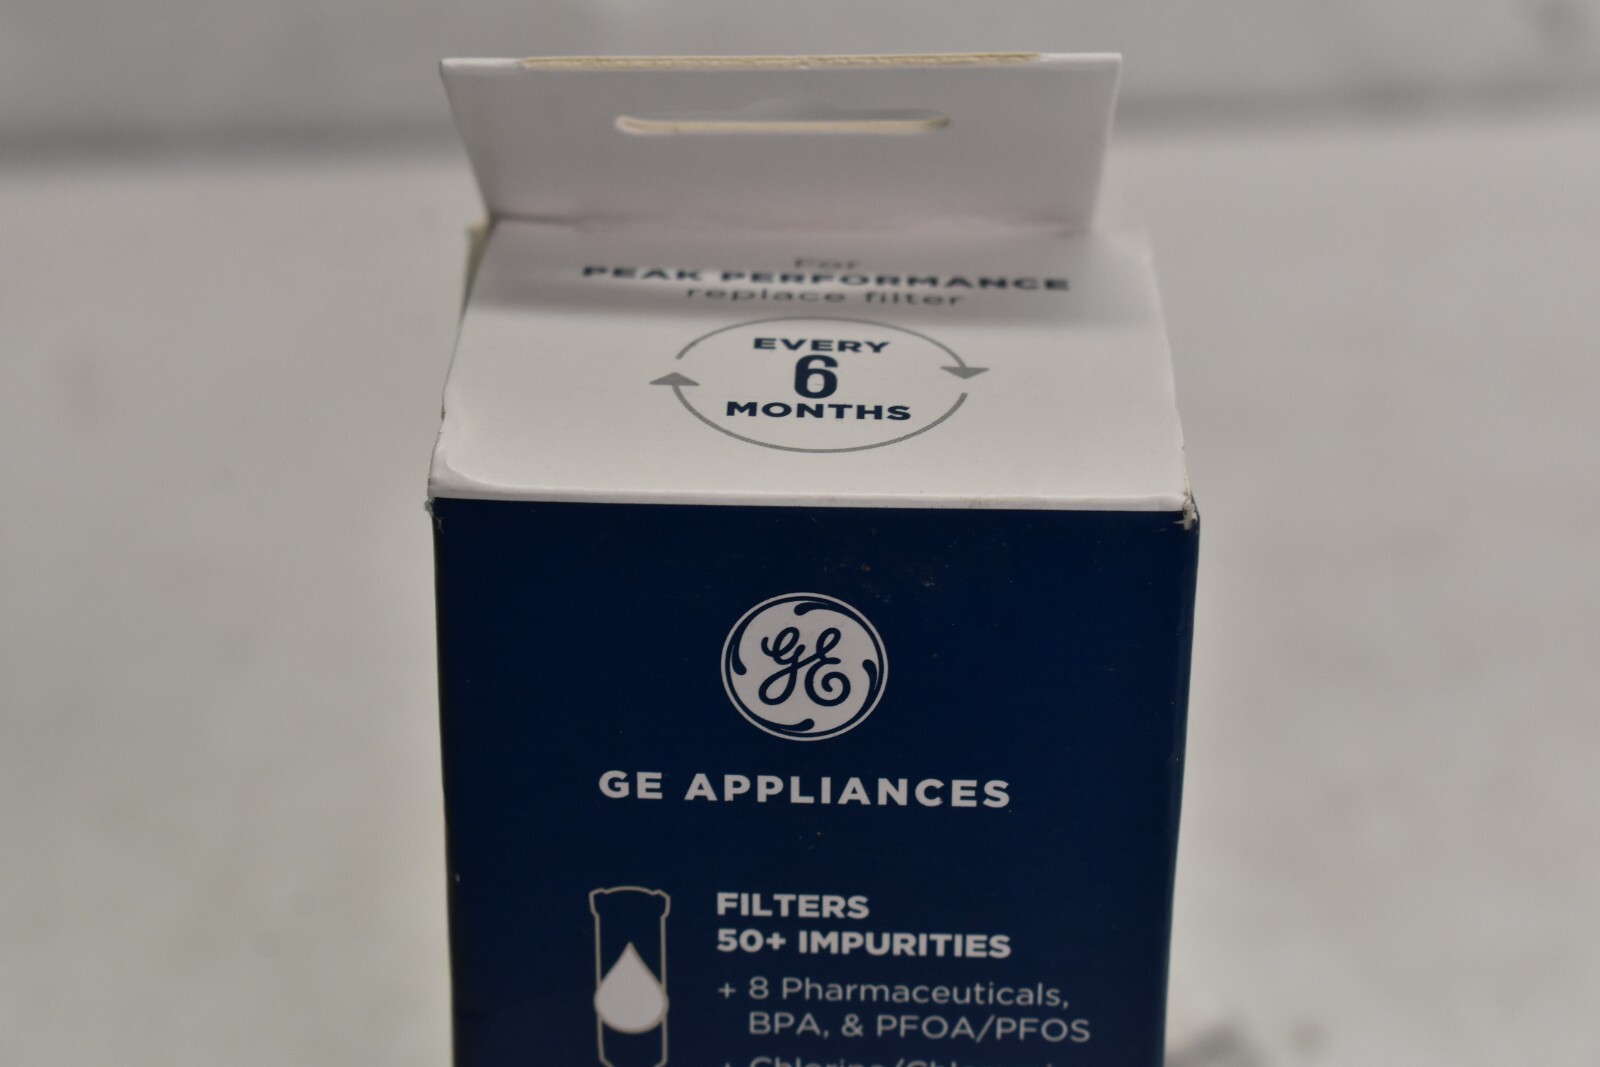 For
PEAK PERFORMANCE
replace filter
EVERY
6
MONTHS
GE
GE APPLIANCES
FILTERS
50+ IMPURITIES
+ 8 Pharmaceuticals,
BPA, & PFOA/PFOS